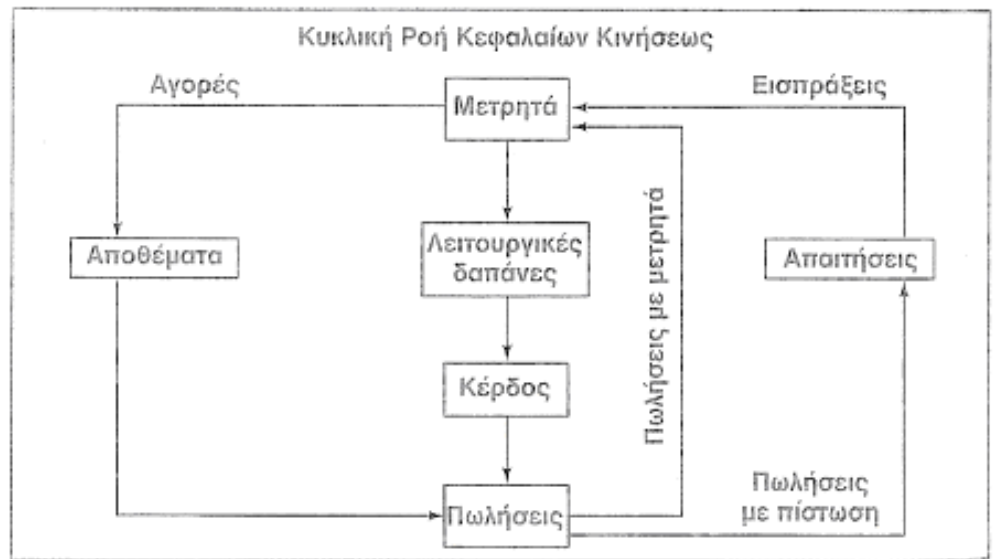 Κυκλική Ροή Κεφαλαίων Κινήσεως
Αγορές
Μετρητά
Εισπράξεις
Αποθέματα
Λειτουργικές
δαπάνες
Πωλήσεις με μετρητά
Απαιτήσεις
Κέρδος
Πωλήσεις
Πωλήσεις
με πίστωση